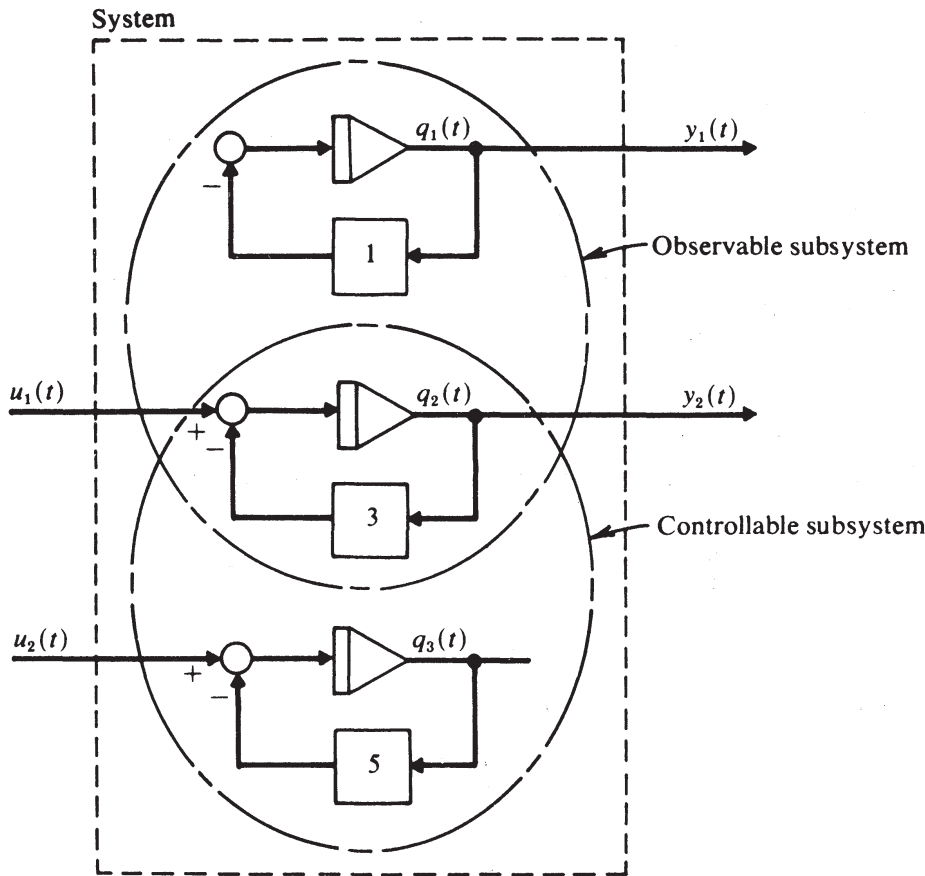 System
q₁(t)
y₁(t)
−
1
Observable subsystem
u₁(t)
q₂(t)
y₂(t)
+
−
3
Controllable subsystem
u₂(t)
q₃(t)
+
−
5